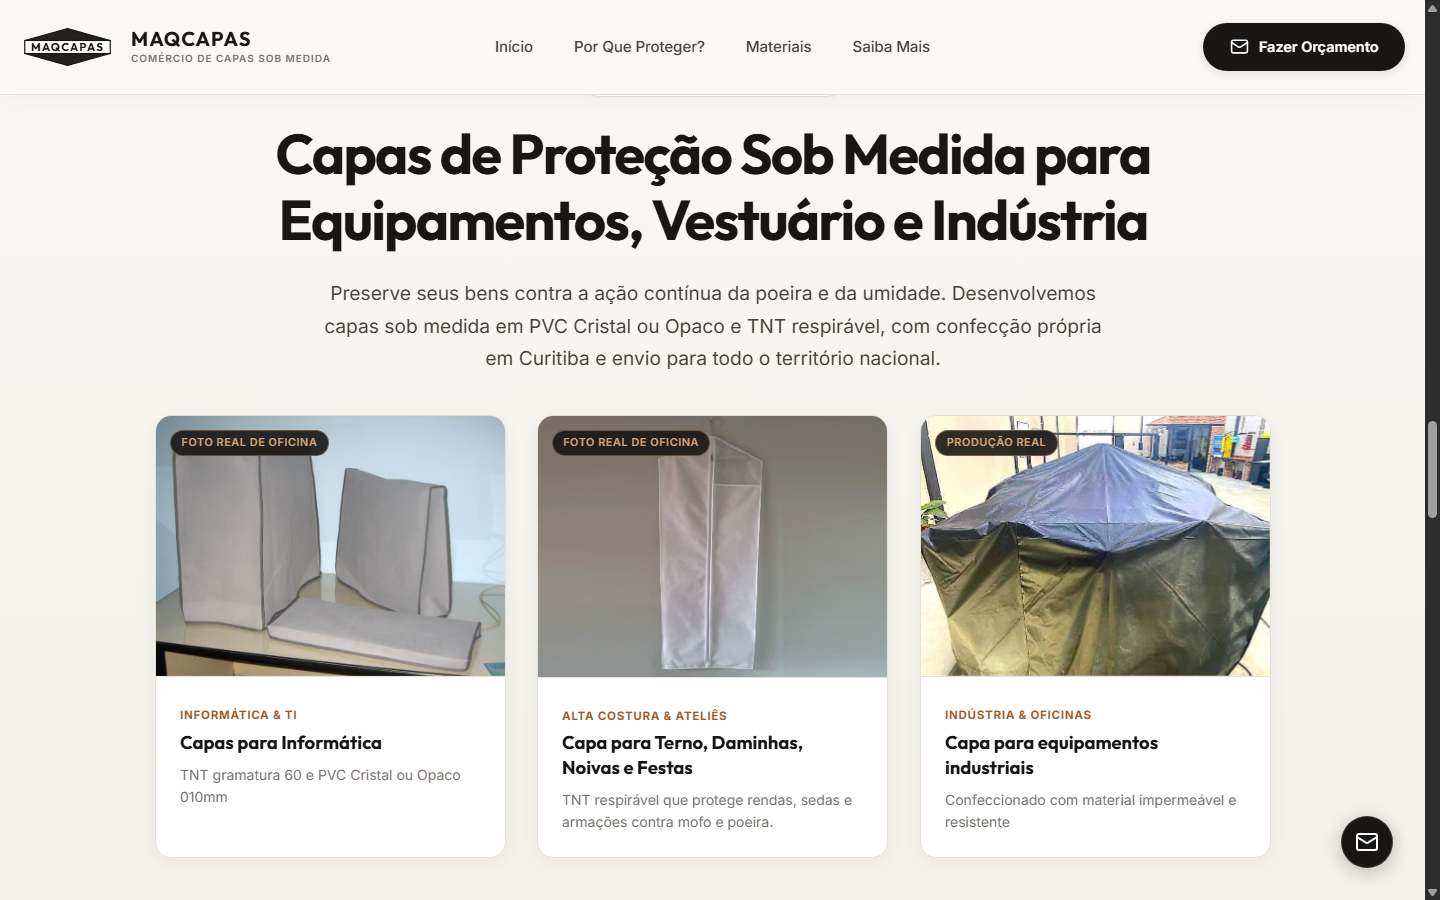 MAQCAPAS
MAQCAPAS
COMÉRCIO DE CAPAS SOB MEDIDA
Início
Por Que Proteger?
Materiais
Saiba Mais
Fazer Orçamento
Capas de Proteção Sob Medida para
Equipamentos, Vestuário e Indústria
Preserve seus bens contra a ação contínua da poeira e da umidade. Desenvolvemos
capas sob medida em PVC Cristal ou Opaco e TNT respirável, com confecção própria
em Curitiba e envio para todo o território nacional.
FOTO REAL DE OFICINA
INFORMÁTICA & TI
Capas para Informática
TNT gramatura 60 e PVC Cristal ou Opaco
010mm
FOTO REAL DE OFICINA
ALTA COSTURA & ATELIÊS
Capa para Terno, Daminhas,
Noivas e Festas
TNT respirável que protege rendas, sedas e
armações contra mofo e poeira.
PRODUÇÃO REAL
INDÚSTRIA & OFICINAS
Capa para equipamentos
industriais
Confeccionado com material impermeável e
resistente